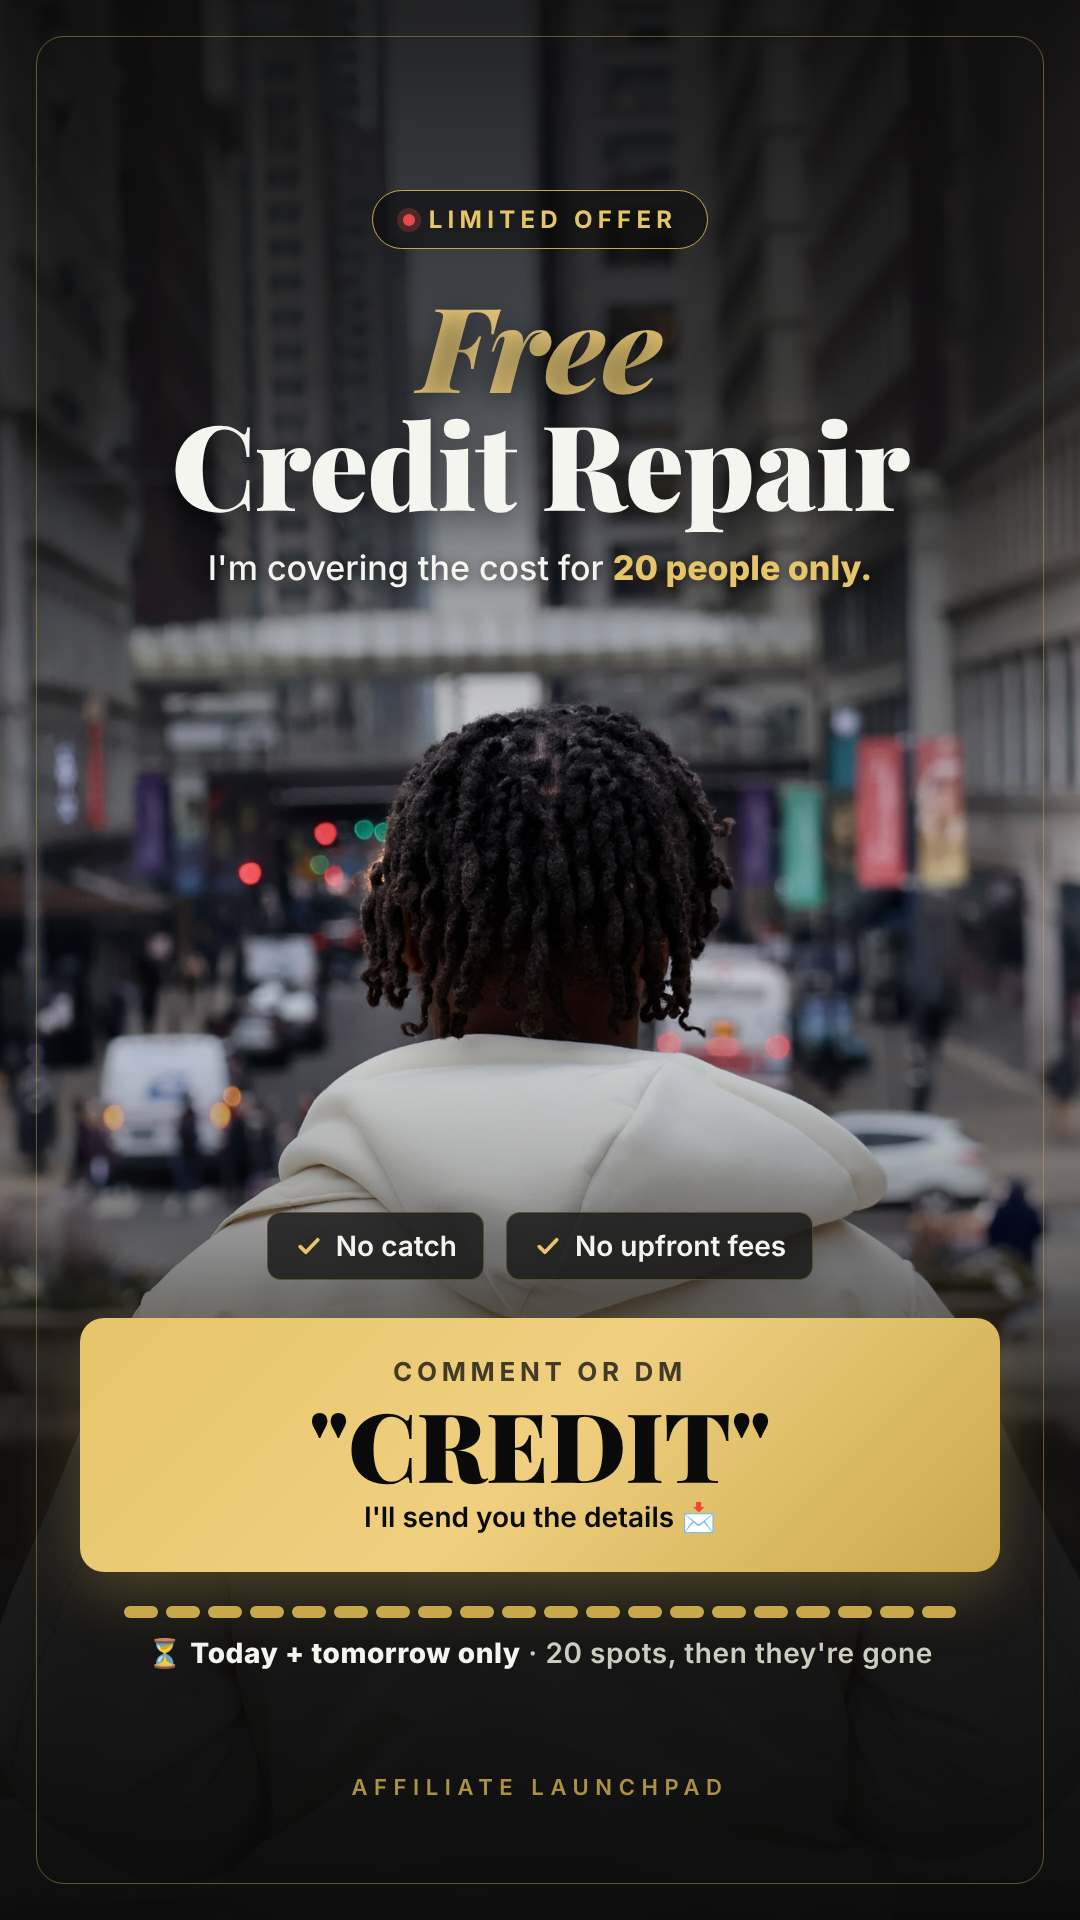 LIMITED OFFER
Free
Credit Repair
I'm covering the cost for 20 people only.
No catch
No upfront fees
COMMENT OR DM
"CREDIT"
I'll send you the details 📩
⏳ Today + tomorrow only · 20 spots, then they're gone
AFFILIATE LAUNCHPAD